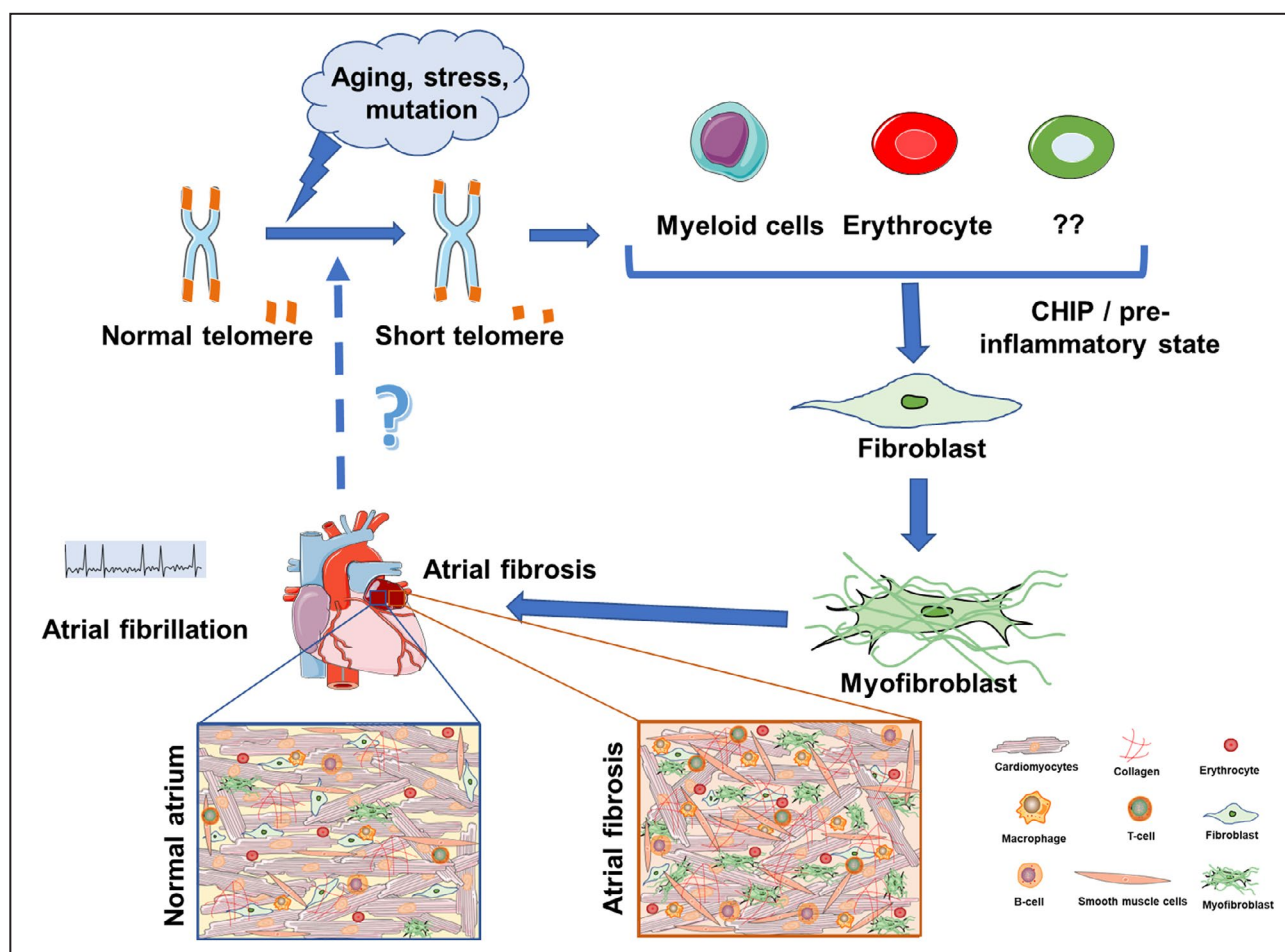 Aging, stress,
mutation
Myeloid cells
Erythrocyte
??
Normal telomere
Short telomere
CHIP / pre-
inflammatory state
?
Fibroblast
Atrial fibrosis
Atrial fibrillation
Myofibroblast
Normal atrium
Atrial fibrosis
Cardiomyocytes
Collagen
Erythrocyte
Macrophage
T-cell
Fibroblast
B-cell
Smooth muscle cells
Myofibroblast